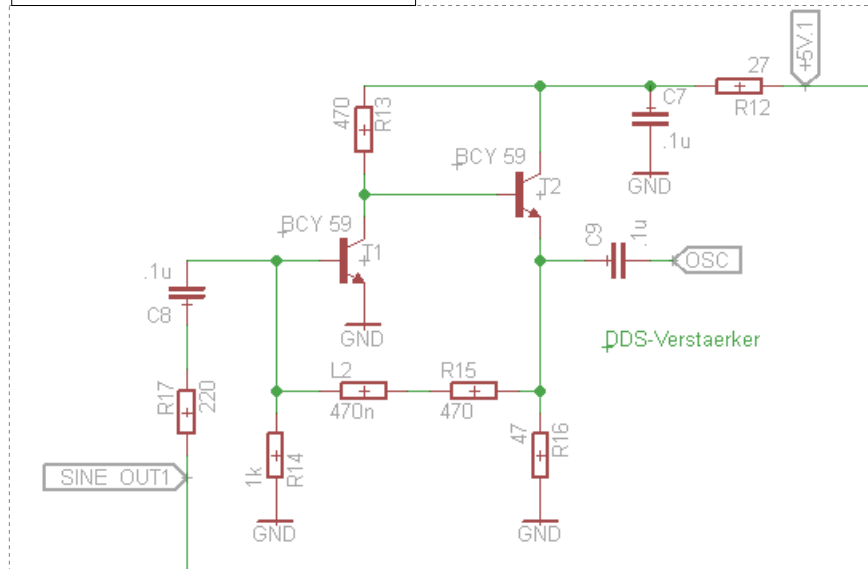 +5V.1
27
R12
C7
.1u
GND
470
R13
BCY 59
T2
BCY 59
T1
C9
.1u
OSC
.1u
C8
GND
DDS-Verstaerker
L2
470n
R15
470
R17
220
47
R16
1k
R14
SINE_OUT1
GND
GND